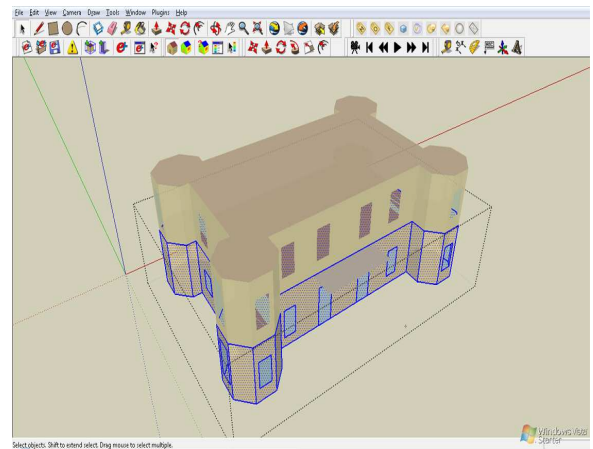 File Edit View Camera Draw Tools Window Plugins Help
Windows Vista
Starter
Select objects. Shift to extend select. Drag mouse to select multiple.